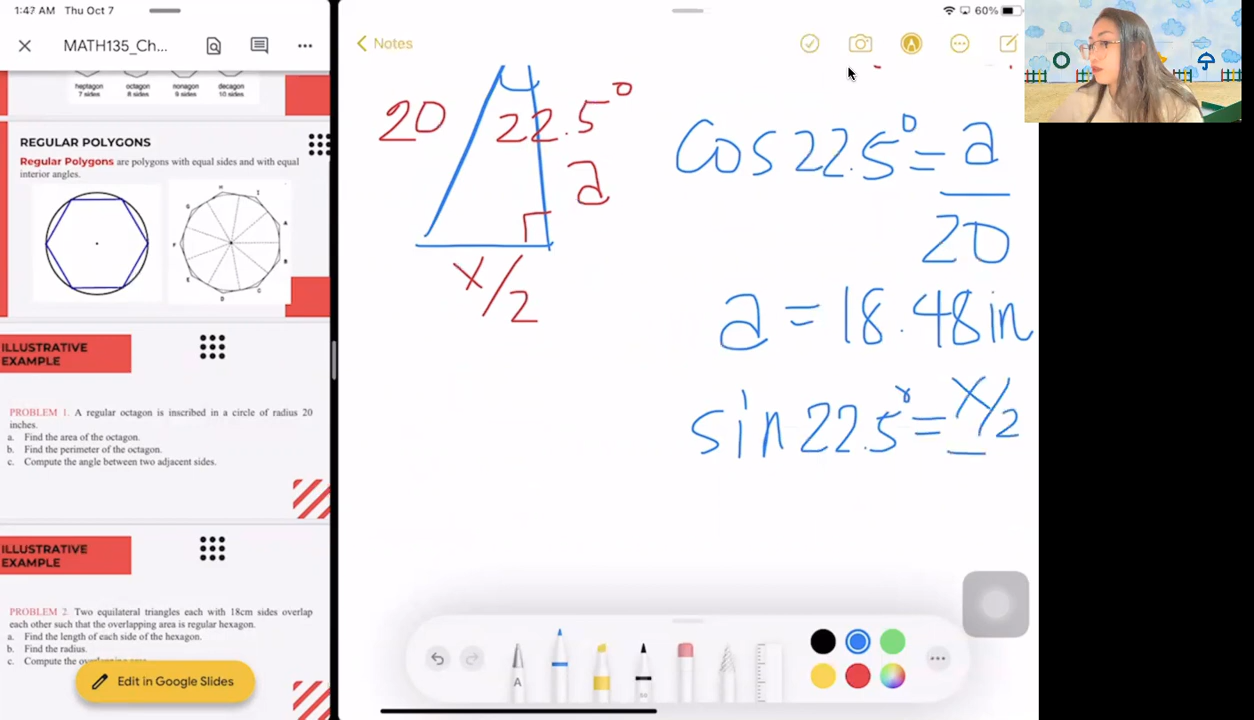 1:47 AM Thu Oct 7
60%
MATH135_Ch...
heptagon
7 sides
octagon
8 sides
nonagon
9 sides
decagon
10 sides
REGULAR POLYGONS
Regular Polygons are polygons with equal sides and with equal
interior angles.
ILLUSTRATIVE
EXAMPLE
PROBLEM 1. A regular octagon is inscribed in a circle of radius 20
inches.
a. Find the area of the octagon.
b. Find the perimeter of the octagon.
c. Compute the angle between two adjacent sides.
ILLUSTRATIVE
EXAMPLE
PROBLEM 2. Two equilateral triangles each with 18cm sides overlap
each other such that the overlapping area is regular hexagon.
a. Find the length of each side of the hexagon.
b. Find the radius.
c. Compute the
Edit in Google Slides
Notes
20
22.5°
a
x/2
cos 22.5° = a
20
a = 18.48 in
sin 22.5° = x/2
A